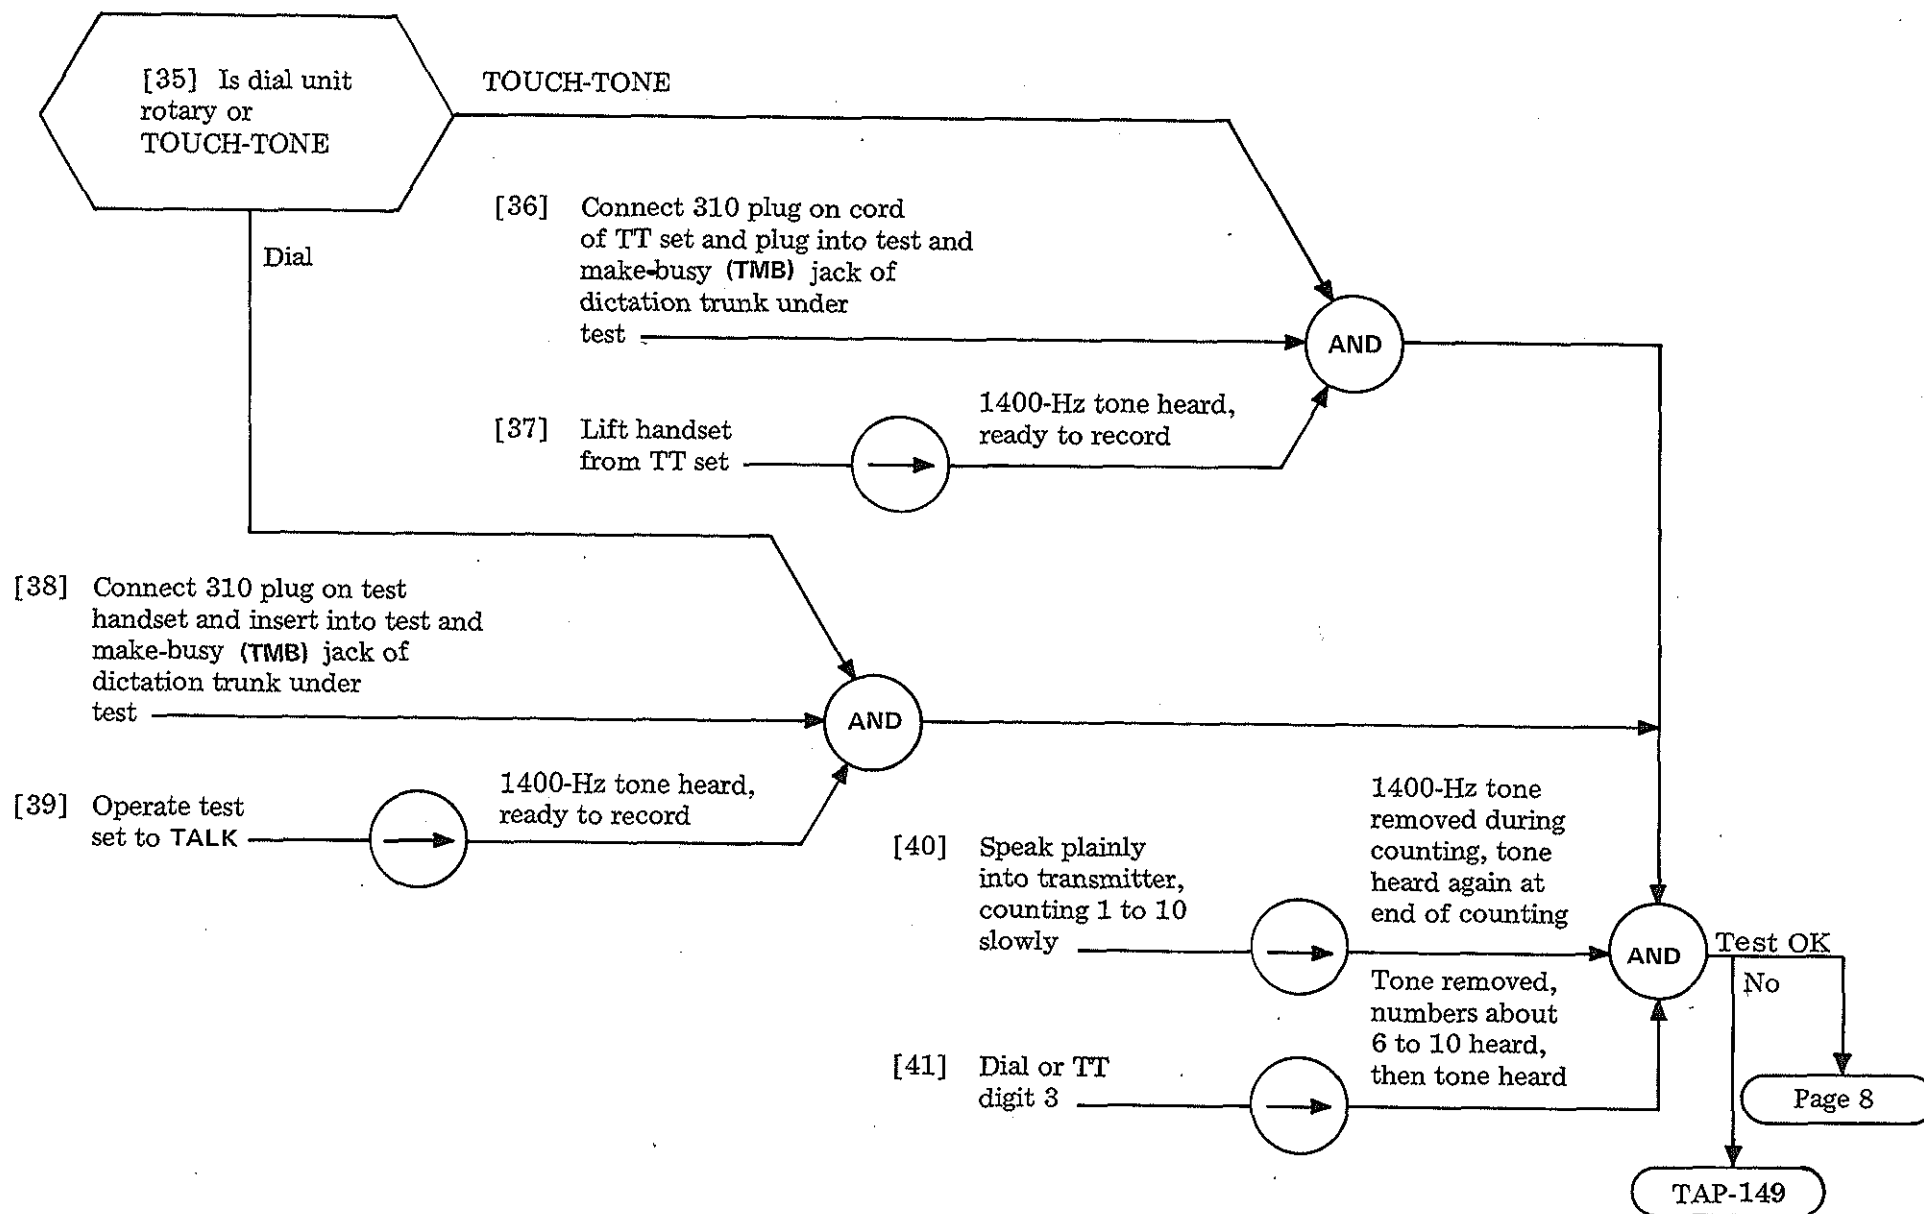 [35] Is dial unit
rotary or
TOUCH-TONE
TOUCH-TONE
Dial
[36] Connect 310 plug on cord
of TT set and plug into test and
make-busy (TMB) jack of
dictation trunk under
test
AND
[37] Lift handset
from TT set
1400-Hz tone heard,
ready to record
[38] Connect 310 plug on test
handset and insert into test and
make-busy (TMB) jack of
dictation trunk under
test
AND
[39] Operate test
set to TALK
1400-Hz tone heard,
ready to record
[40] Speak plainly
into transmitter,
counting 1 to 10
slowly
1400-Hz tone
removed during
counting, tone
heard again at
end of counting
AND
Test OK
No
[41] Dial or TT
digit 3
Tone removed,
numbers about
6 to 10 heard,
then tone heard
Page 8
TAP-149